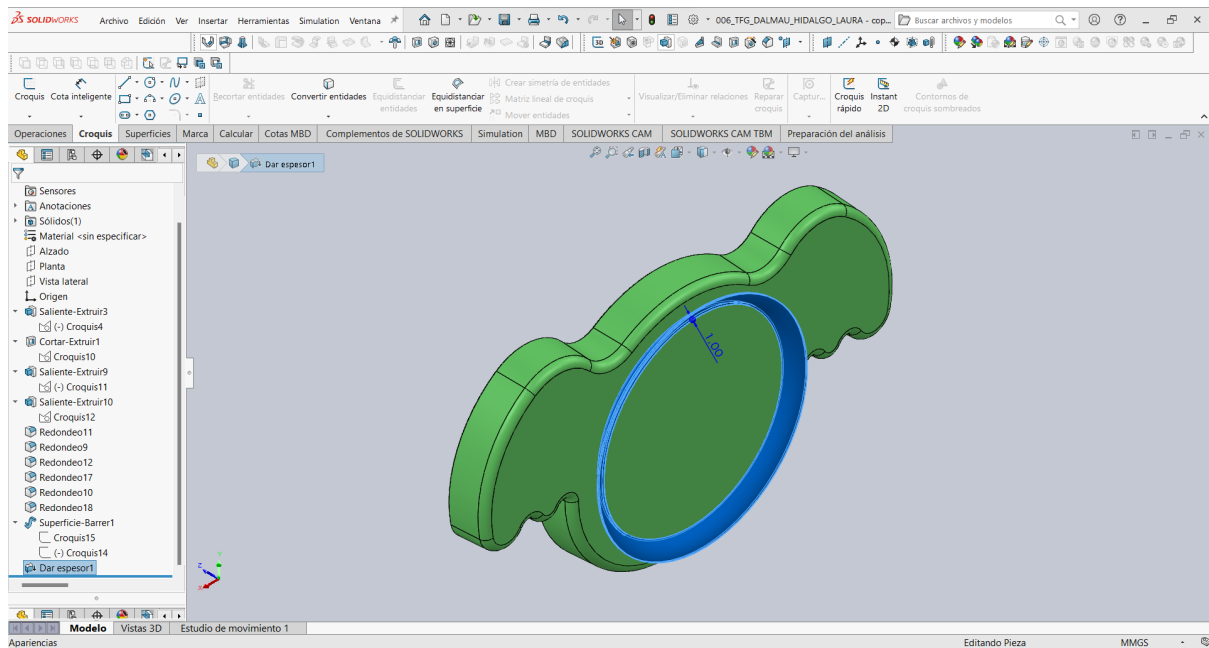 SOLIDWORKS Archivo Edición Ver Insertar Herramientas Simulation Ventana 006_TFG_DALMAU_HIDALGO_LAURA - cop... Buscar archivos y modelos
Croquis Cota inteligente Recortar entidades Convertir entidades Equidistanciar entidades Equidistanciar en superficie Crear simetría de entidades
Matriz lineal de croquis
Mover entidades
Visualizar/Eliminar relaciones Reparar croquis Captur... Croquis rápido Instant 2D Contornos de croquis sombreados
Operaciones Croquis Superficies Marca Calcular Cotas MBD Complementos de SOLIDWORKS Simulation MBD SOLIDWORKS CAM SOLIDWORKS CAM TBM Preparación del análisis
Dar espesor1
Sensores
Anotaciones
Sólidos(1)
Material <sin especificar>
Alzado
Planta
Vista lateral
Origen
Saliente-Extruir3
(-) Croquis4
Cortar-Extruir1
Croquis10
Saliente-Extruir9
(-) Croquis11
Saliente-Extruir10
Croquis12
Redondeo11
Redondeo9
Redondeo12
Redondeo17
Redondeo10
Redondeo18
Superficie-Barrer1
Croquis15
(-) Croquis14
Dar espesor1
1.00
Y
Z
X
Modelo Vistas 3D Estudio de movimiento 1
Apariencias Editando Pieza MMGS -